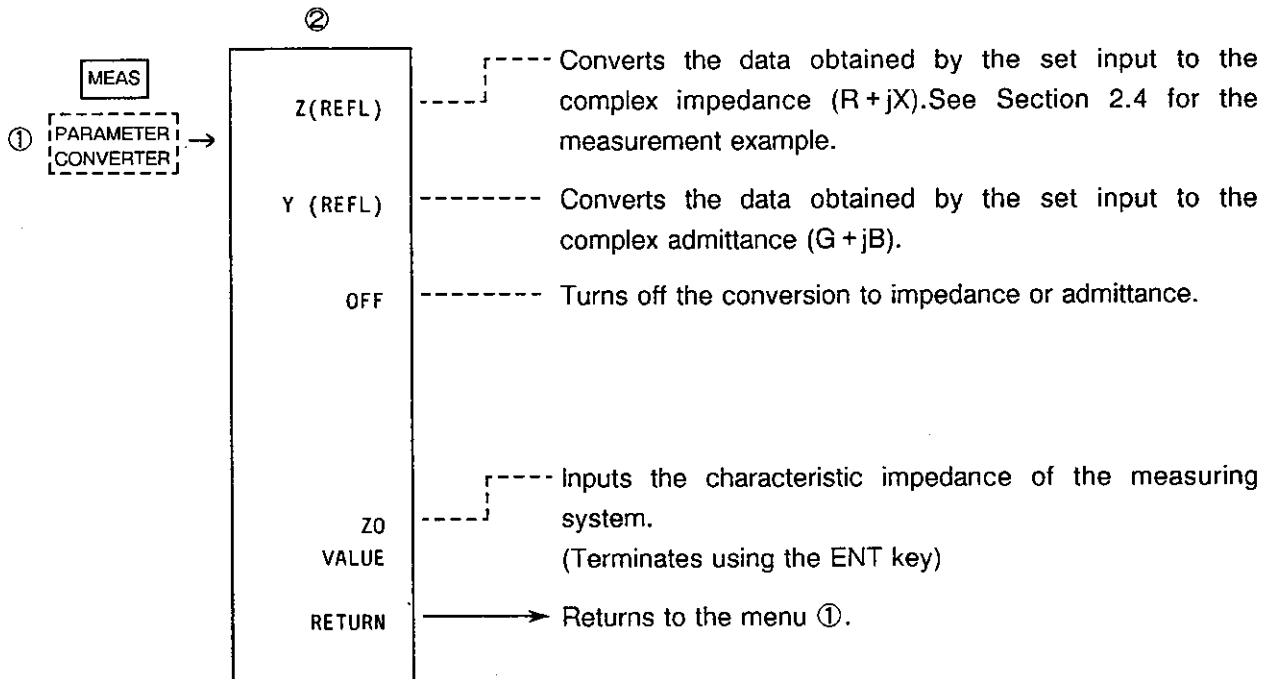 ②
MEAS
① PARAMETER
CONVERTER
Z(REFL)
Converts the data obtained by the set input to the
complex impedance (R+jX).See Section 2.4 for the
measurement example.
Y (REFL)
Converts the data obtained by the set input to the
complex admittance (G+jB).
OFF
Turns off the conversion to impedance or admittance.
Z0
VALUE
Inputs the characteristic impedance of the measuring
system.
(Terminates using the ENT key)
RETURN
Returns to the menu ①.